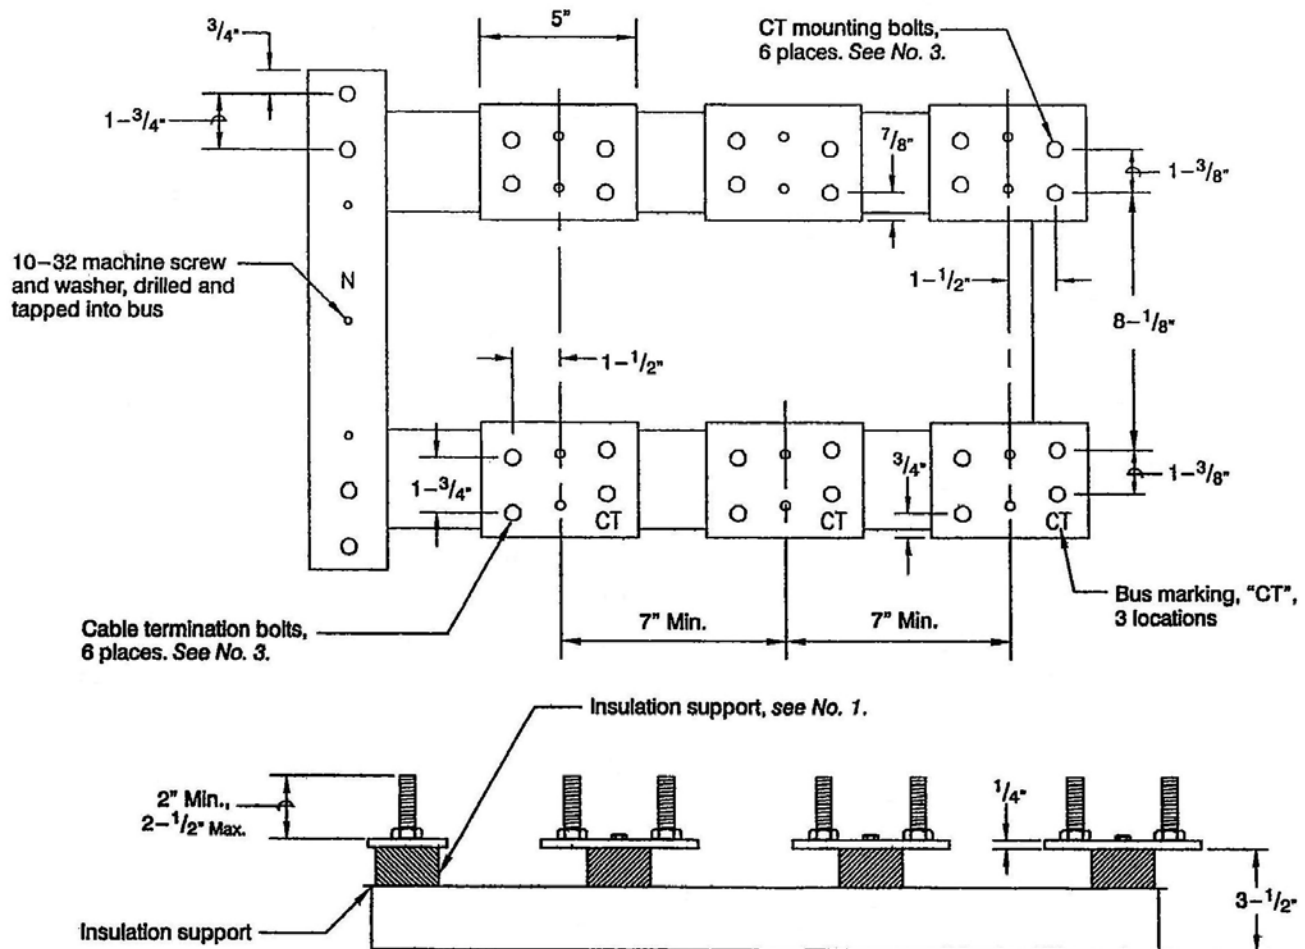 3/4"
5"
CT mounting bolts,
6 places. See No. 3.
1-3/4"
7/8"
1-3/8"
10-32 machine screw
and washer, drilled and
tapped into bus
N
1-1/2"
8-1/8"
1-1/2"
1-3/4"
3/4"
1-3/8"
CT
CT
CT
Cable termination bolts,
6 places. See No. 3.
7" Min.
7" Min.
Bus marking, "CT",
3 locations
Insulation support, see No. 1.
2" Min.,
2-1/2" Max.
1/4"
3-1/2"
Insulation support